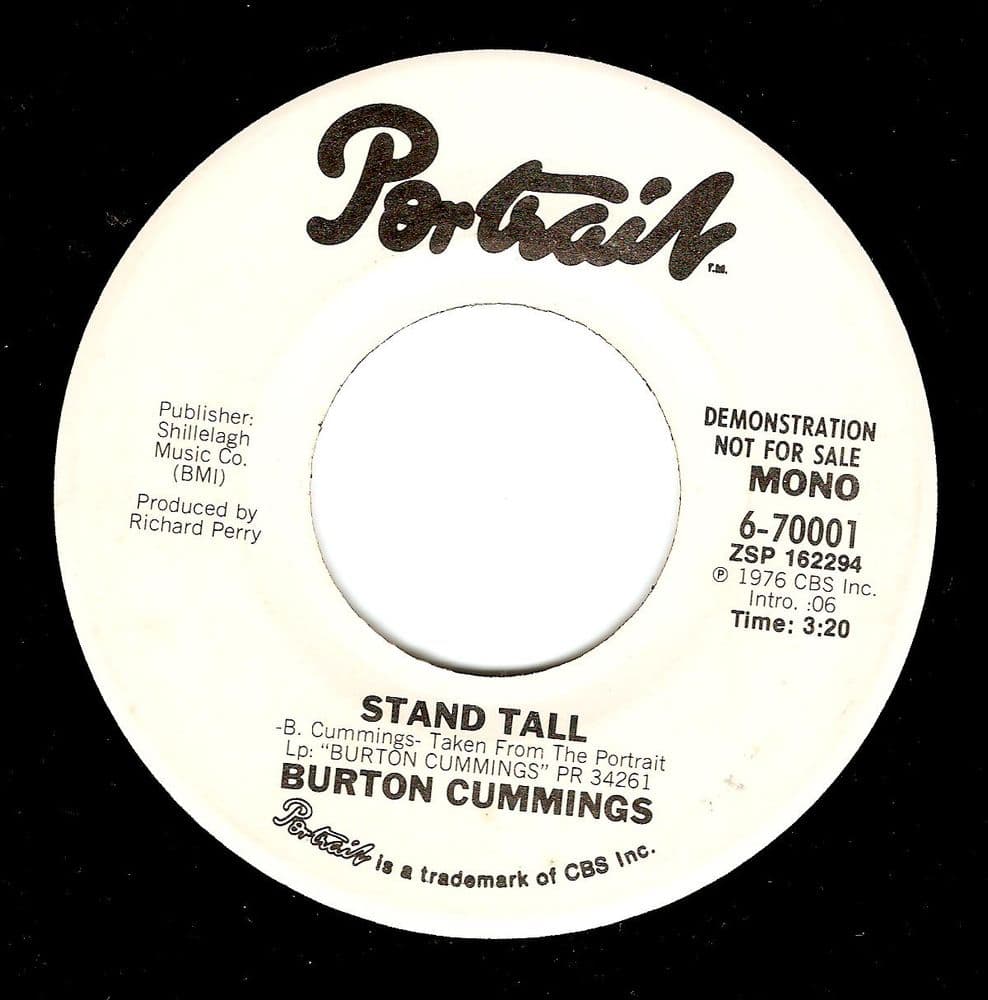 Portrait
T.M.
Publisher:
Shillelagh
Music Co.
(BMI)
Produced by
Richard Perry
DEMONSTRATION
NOT FOR SALE
MONO
6-70001
ZSP 162294
℗ 1976 CBS Inc.
Intro. :06
Time: 3:20
STAND TALL
-B. Cummings- Taken From The Portrait
Lp: "BURTON CUMMINGS" PR 34261
BURTON CUMMINGS
Portrait is a trademark of CBS Inc.